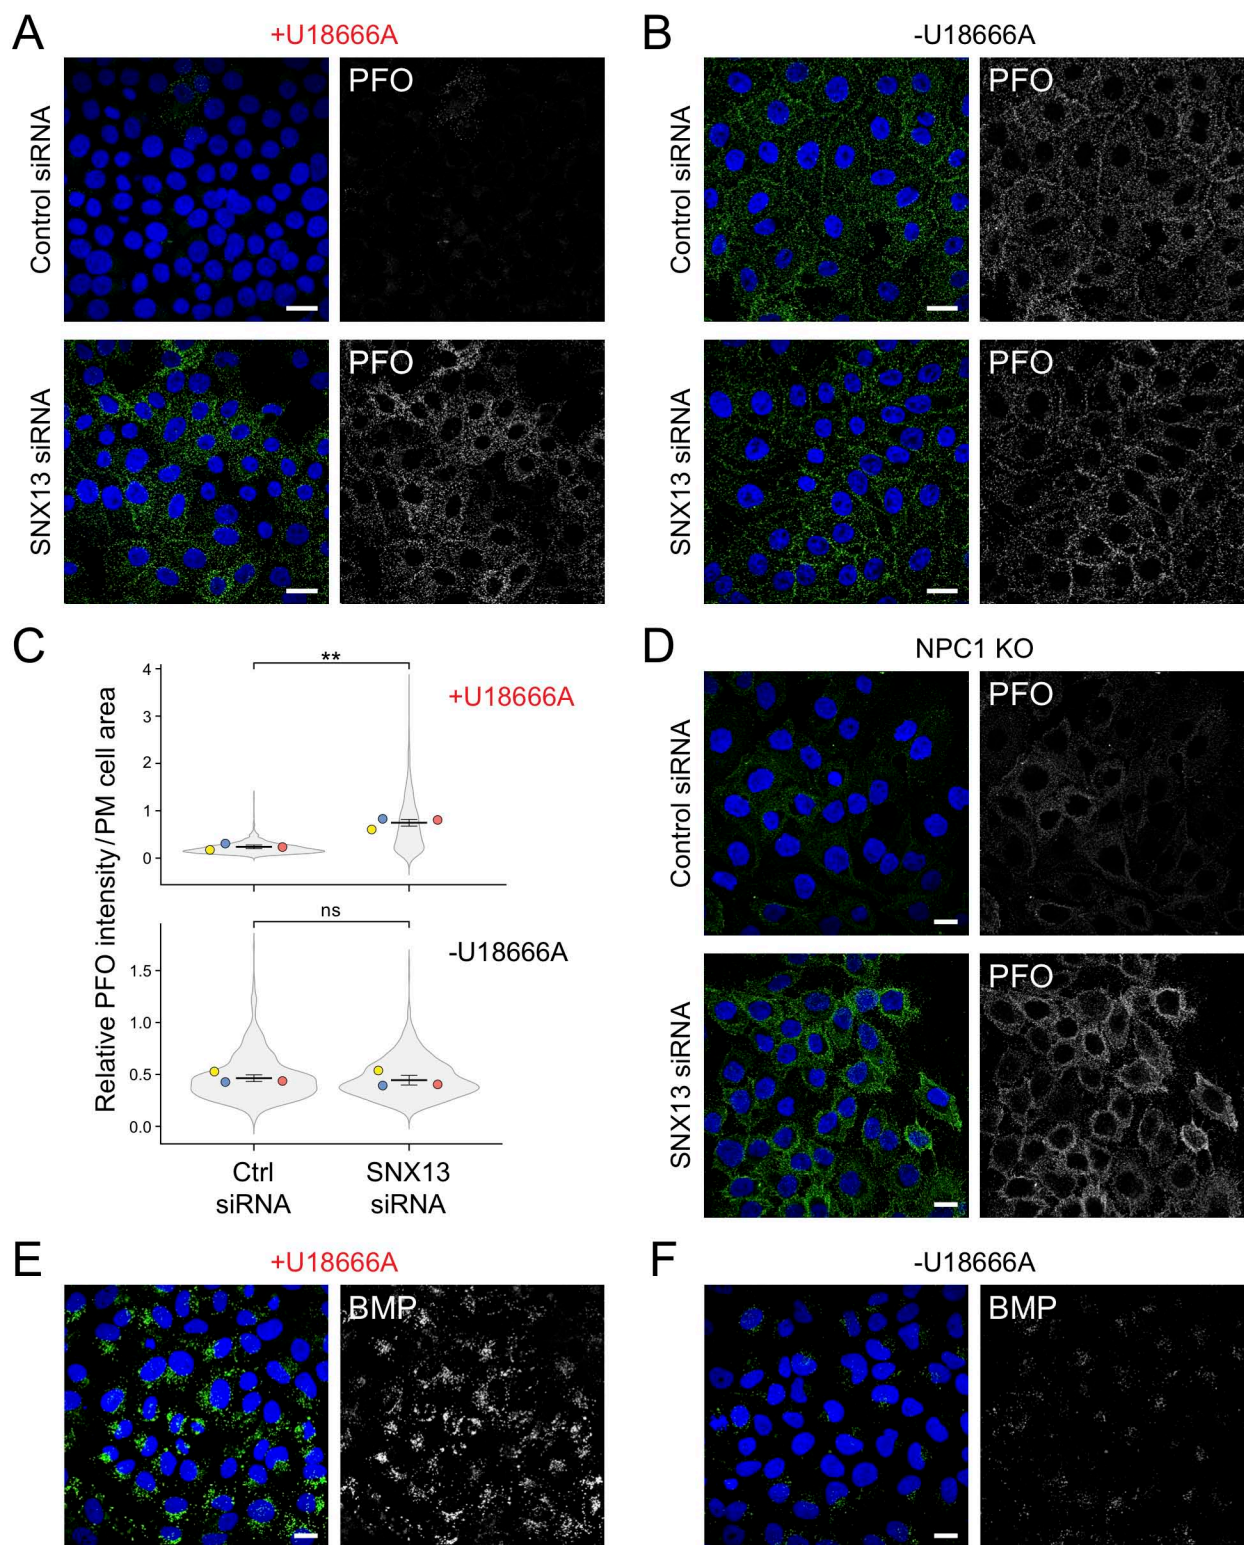 A
+U18666A
Control siRNA
PFO
SNX13 siRNA
PFO
B
-U18666A
Control siRNA
PFO
SNX13 siRNA
PFO
C
Relative PFO intensity/PM cell area
**
+U18666A
4
3
2
1
0
ns
-U18666A
1.5
1.0
0.5
0.0
Ctrl
siRNA
SNX13
siRNA
D
NPC1 KO
Control siRNA
PFO
SNX13 siRNA
PFO
E
+U18666A
BMP
F
-U18666A
BMP